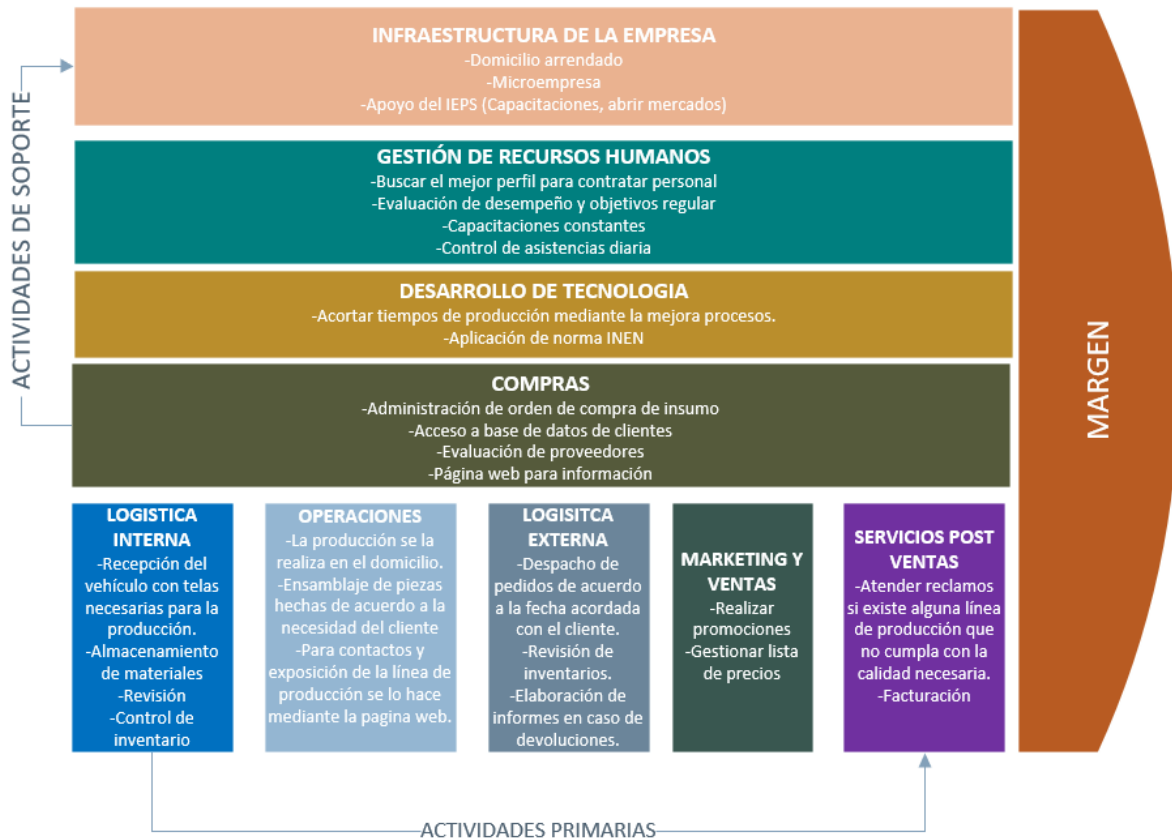 INFRAESTRUCTURA DE LA EMPRESA
-Domicilio arrendado
-Microempresa
-Apoyo del IEPS (Capacitaciones, abrir mercados)
GESTIÓN DE RECURSOS HUMANOS
-Buscar el mejor perfil para contratar personal
-Evaluación de desempeño y objetivos regular
-Capacitaciones constantes
-Control de asistencias diaria
DESARROLLO DE TECNOLOGIA
-Acortar tiempos de producción mediante la mejora procesos.
-Aplicación de norma INEN
COMPRAS
-Administración de orden de compra de insumo
-Acceso a base de datos de clientes
-Evaluación de proveedores
-Página web para información
ACTIVIDADES DE SOPORTE
MARGEN
LOGISTICA
INTERNA
-Recepción del
vehículo con telas
necesarias para la
producción.
-Almacenamiento
de materiales
-Revisión
-Control de
inventario
OPERACIONES
-La producción se la
realiza en el domicilio.
-Ensamblaje de piezas
hechas de acuerdo a la
necesidad del cliente
-Para contactos y
exposición de la línea de
producción se lo hace
mediante la pagina web.
LOGISITCA
EXTERNA
-Despacho de
pedidos de acuerdo
a la fecha acordada
con el cliente.
-Revisión de
inventarios.
-Elaboración de
informes en caso de
devoluciones.
MARKETING Y
VENTAS
-Realizar
promociones
-Gestionar lista
de precios
SERVICIOS POST
VENTAS
-Atender reclamos
si existe alguna línea
de producción que
no cumpla con la
calidad necesaria.
-Facturación
ACTIVIDADES PRIMARIAS